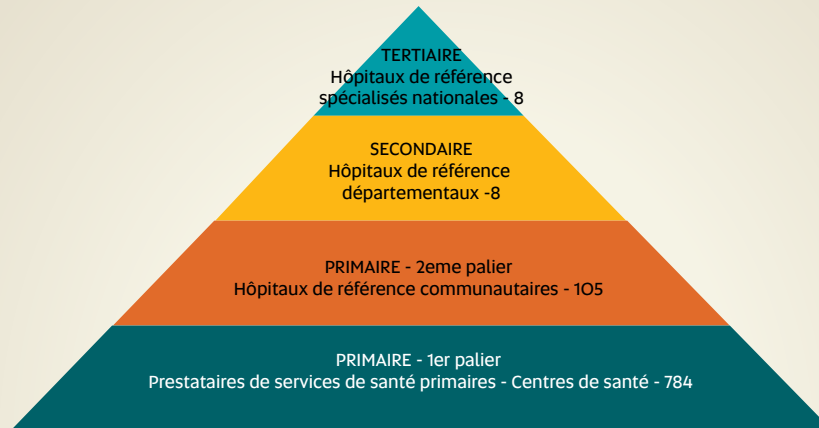 TERTIAIRE
Hôpitaux de référence
spécialisés nationales - 8
SECONDAIRE
Hôpitaux de référence
départementaux -8
PRIMAIRE - 2eme palier
Hôpitaux de référence communautaires - 105
PRIMAIRE - 1er palier
Prestataires de services de santé primaires - Centres de santé - 784